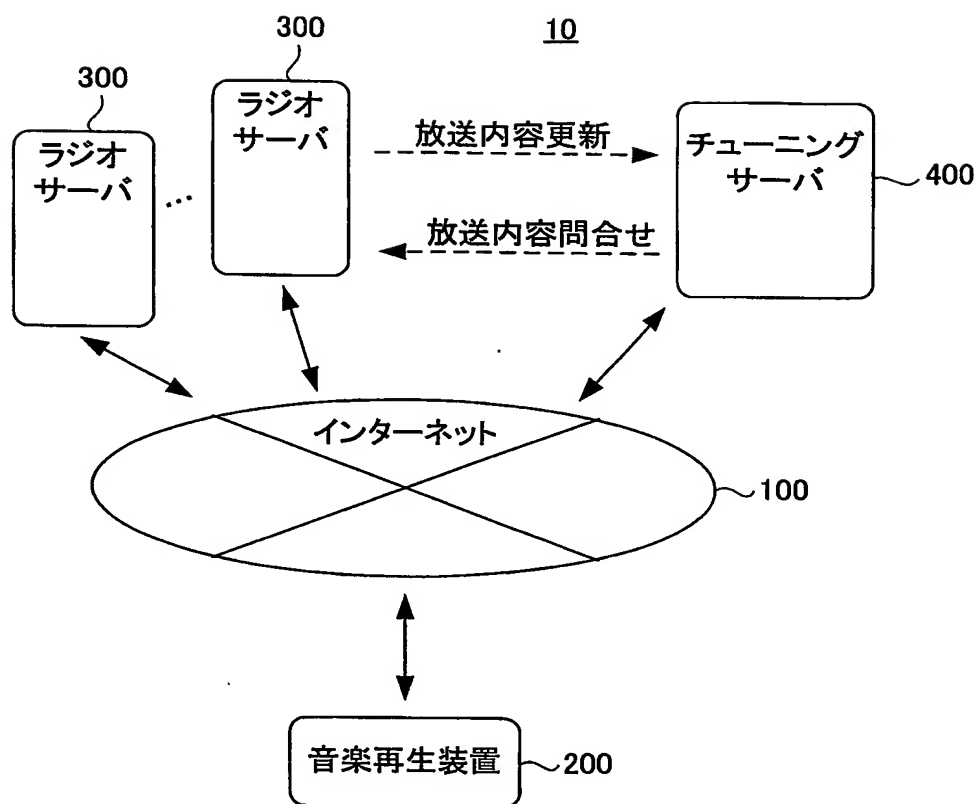 10
300
300
ラジオ
サーバ
ラジオ
サーバ
...
放送内容更新
放送内容問合せ
チューニング
サーバ
400
インターネット
100
音楽再生装置
200